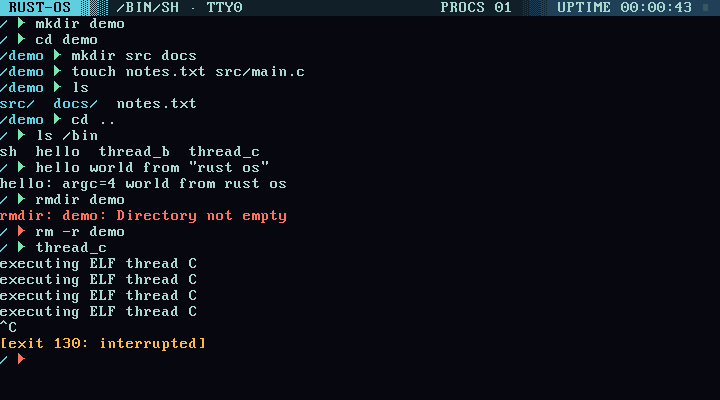 RUST-OS /BIN/SH · TTY0 PROCS 01 UPTIME 00:00:43
/ mkdir demo
/ cd demo
/demo mkdir src docs
/demo touch notes.txt src/main.c
/demo ls
src/ docs/ notes.txt
/demo cd ..
/ ls /bin
sh hello thread_b thread_c
/ hello world from "rust os"
hello: argc=4 world from rust os
/ rmdir demo
rmdir: demo: Directory not empty
/ rm -r demo
/ thread_c
executing ELF thread C
executing ELF thread C
executing ELF thread C
executing ELF thread C
^C
[exit 130: interrupted]
/